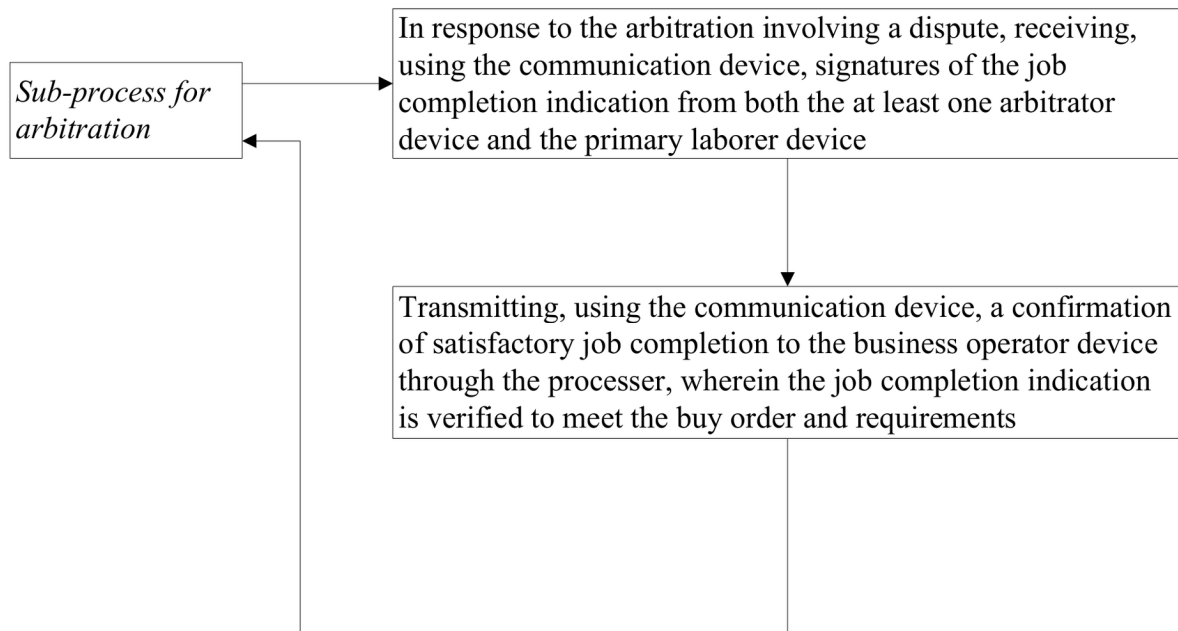 Sub-process for
arbitration
In response to the arbitration involving a dispute, receiving,
using the communication device, signatures of the job
completion indication from both the at least one arbitrator
device and the primary laborer device
Transmitting, using the communication device, a confirmation
of satisfactory job completion to the business operator device
through the processer, wherein the job completion indication
is verified to meet the buy order and requirements